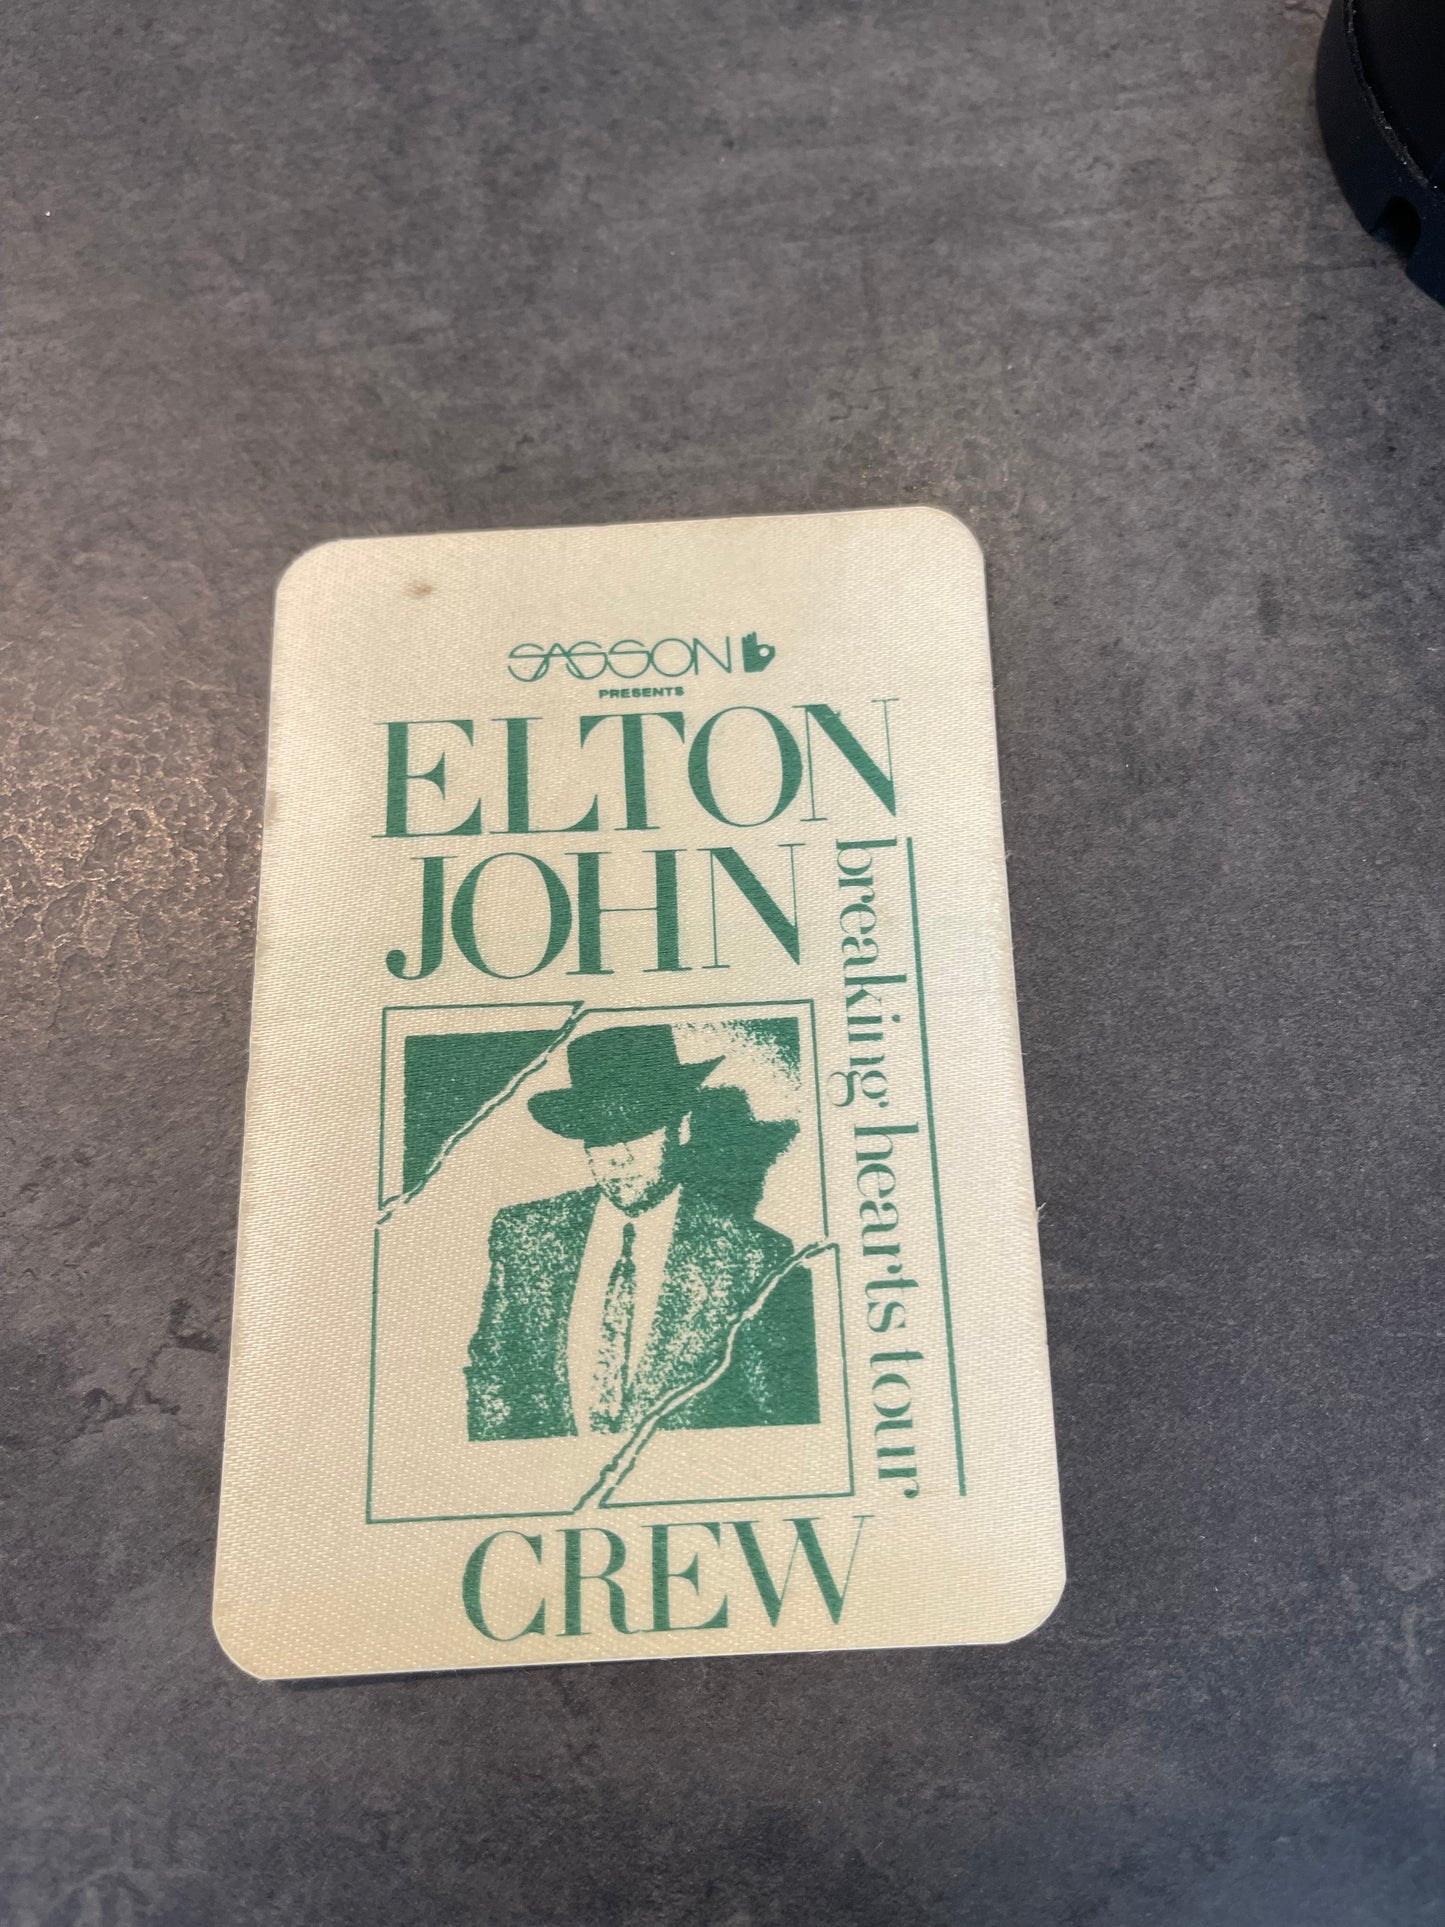 SASSON
PRESENTS
ELTON
JOHN
breaking hearts tour
CREW